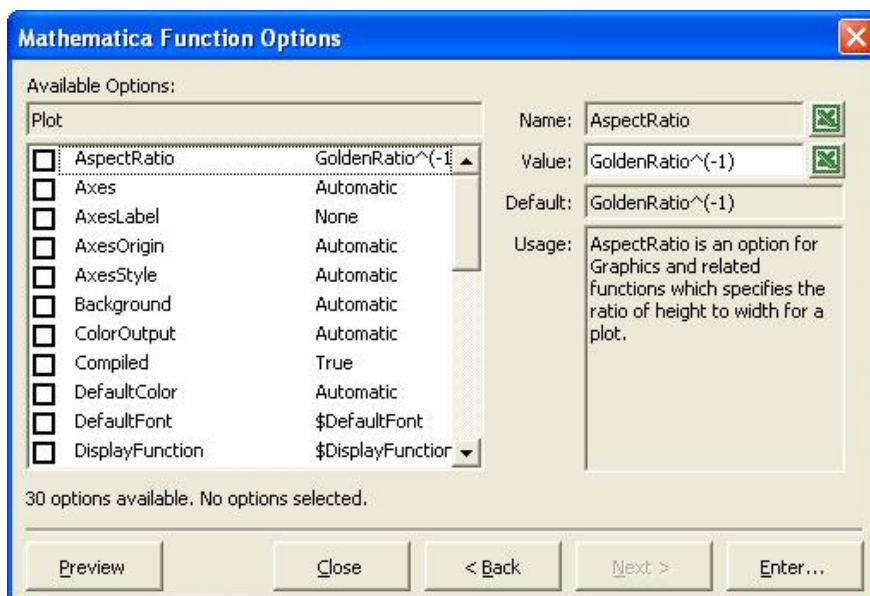 Mathematica Function Options
Available Options:
Plot
AspectRatio GoldenRatio^(-1
Axes Automatic
AxesLabel None
AxesOrigin Automatic
AxesStyle Automatic
Background Automatic
ColorOutput Automatic
Compiled True
DefaultColor Automatic
DefaultFont $DefaultFont
DisplayFunction $DisplayFunction
30 options available. No options selected.
Name: AspectRatio
Value: GoldenRatio^(-1)
Default: GoldenRatio^(-1)
Usage: AspectRatio is an option for
Graphics and related
functions which specifies the
ratio of height to width for a
plot.
Preview Close < Back Next > Enter...